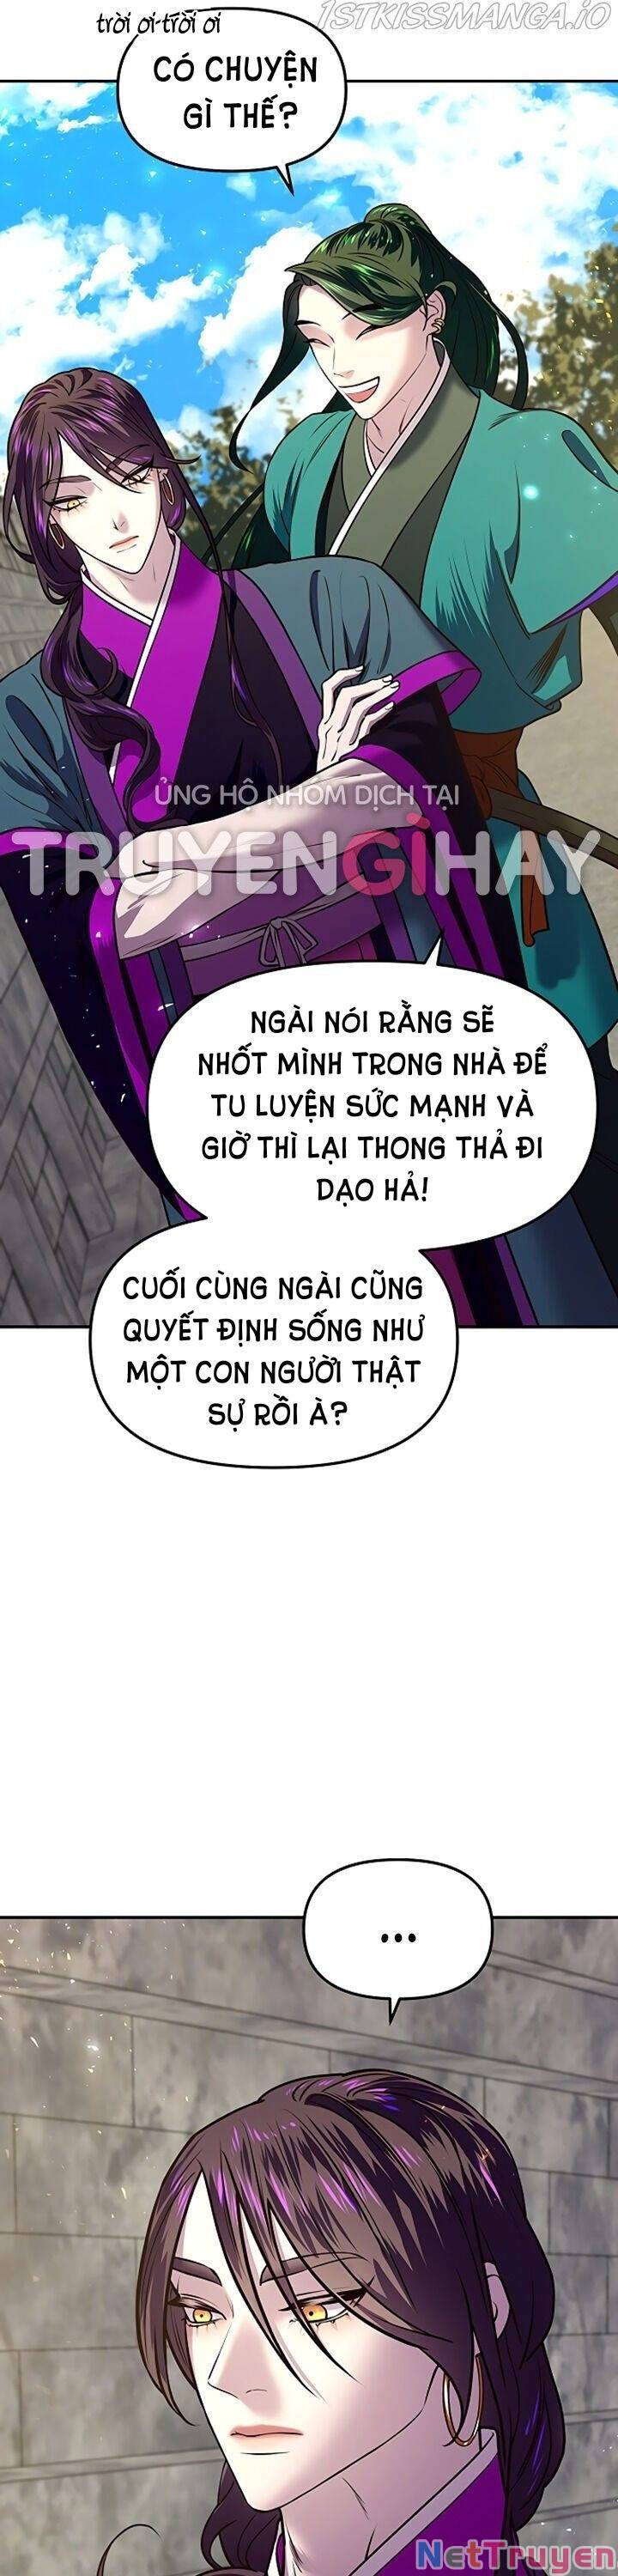 1STKISSMANGA.IO
trời ơi trời ơi
CÓ CHUYỆN
GÌ THẾ?
ỦNG HỘ NHÓM DỊCH TẠI
TRUYENGIHAY
NGÀI NÓI RẰNG SẼ
NHỐT MÌNH TRONG NHÀ ĐỂ
TU LUYỆN SỨC MẠNH VÀ
GIỜ THÌ LẠI THONG THẢ ĐI
DẠO HẢ!
CUỐI CÙNG NGÀI CŨNG
QUYẾT ĐỊNH SỐNG NHƯ
MỘT CON NGƯỜI THẬT
SỰ RỒI À?
...
NetTruyen